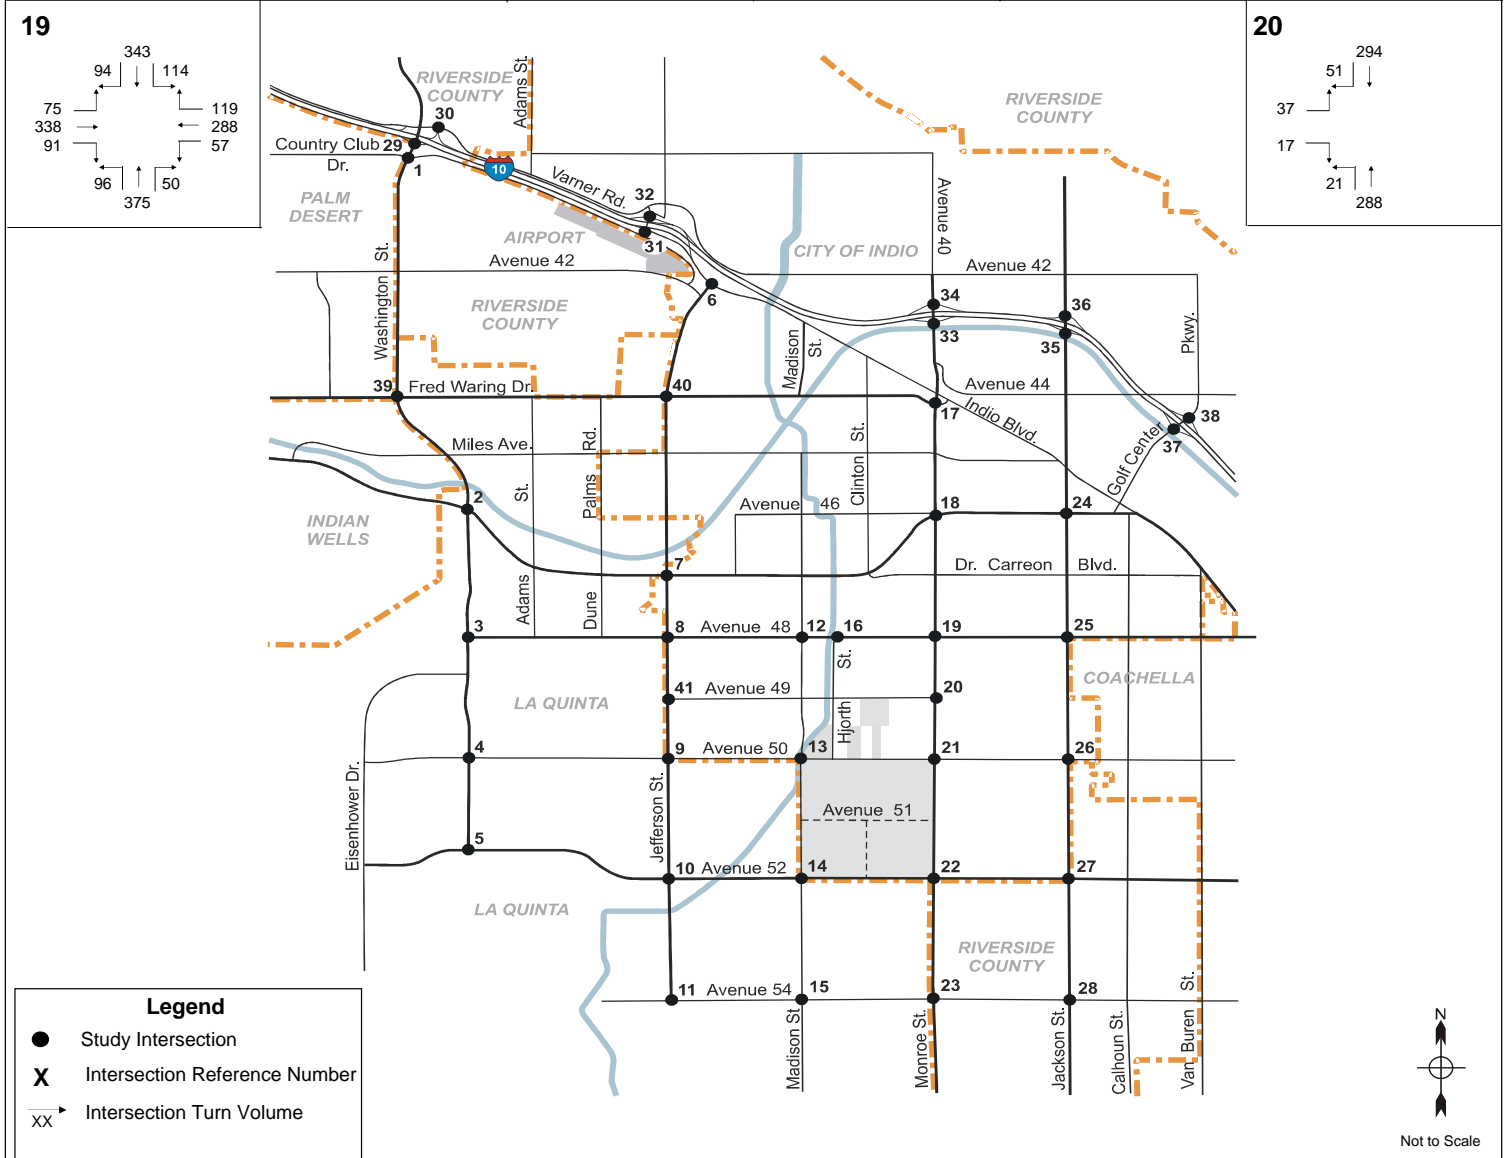 19
343
94
114
75
119
338
288
91
57
96
50
375
20
294
51
37
17
21
288
RIVERSIDE
COUNTY
Adams St.
RIVERSIDE
COUNTY
30
Country Club
Dr.
29
1
10
Varner Rd.
32
31
PALM
DESERT
AIRPORT
Avenue 42
CITY OF INDIO
Avenue 40
Avenue 42
Washington St.
RIVERSIDE
COUNTY
6
34
33
36
35
Madison
St.
Pkwy.
39
Fred Waring Dr.
40
Avenue 44
17
Indio Blvd.
38
37
Golf Center
Miles Ave.
St.
Palms Rd.
Clinton St.
2
Avenue 46
18
24
INDIAN
WELLS
7
Dr. Carreon Blvd.
Adams
Dune
3
8
Avenue 48
12
16
19
25
St.
Hjorth
COACHELLA
LA QUINTA
41
Avenue 49
20
4
9
Avenue 50
13
21
26
Eisenhower Dr.
Jefferson St.
Avenue 51
5
10
Avenue 52
14
22
27
LA QUINTA
RIVERSIDE
COUNTY
11
Avenue 54
15
23
28
Madison St.
Monroe St.
Jackson St.
Calhoun St.
Van Buren St.
Legend
Study Intersection
X
Intersection Reference Number
XX
Intersection Turn Volume
N
Not to Scale